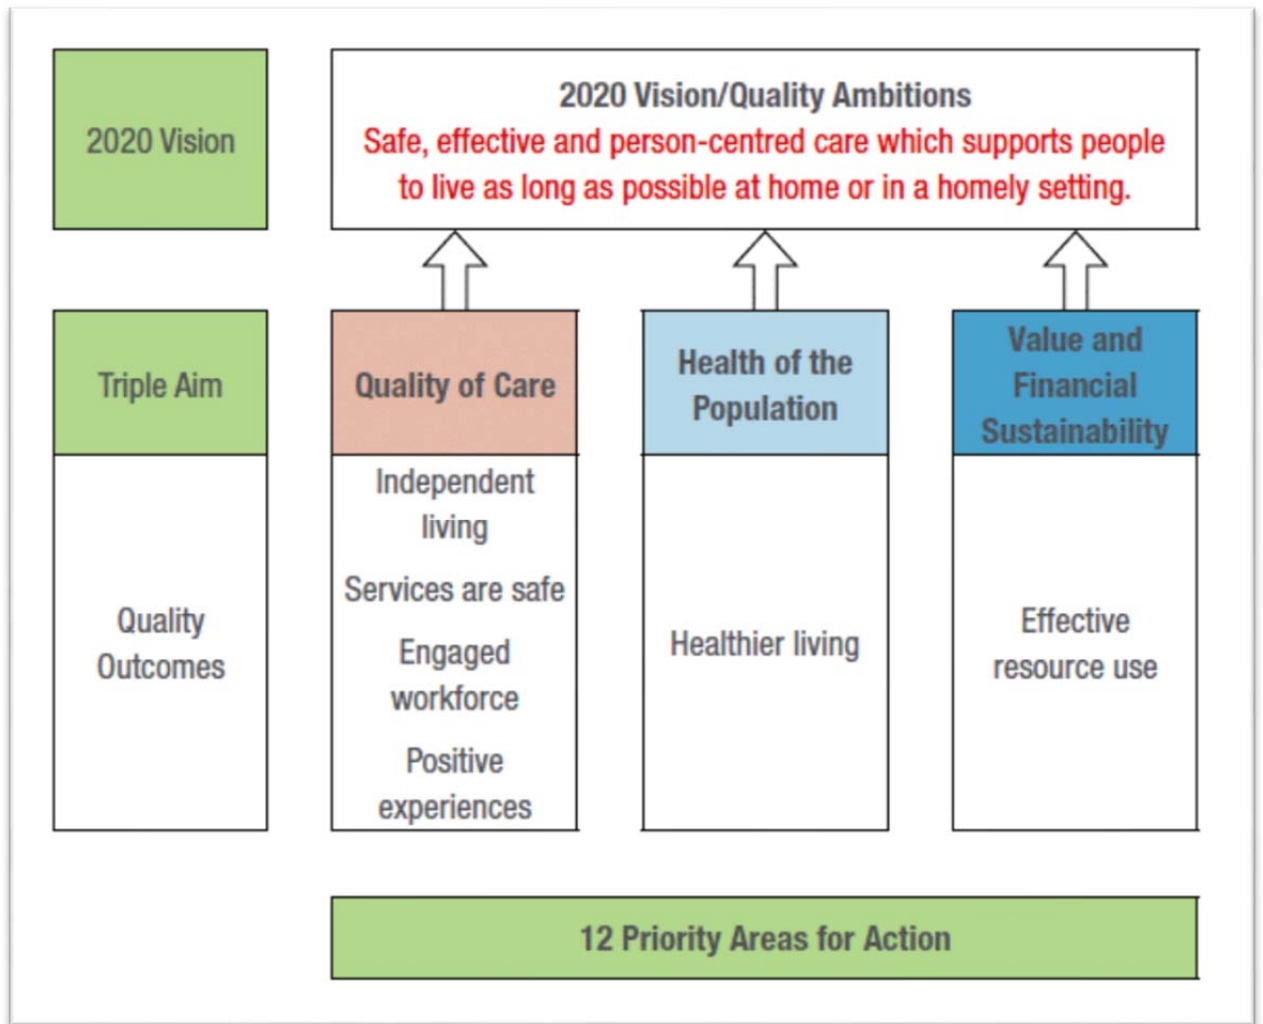 2020 Vision
2020 Vision/Quality Ambitions
Safe, effective and person-centred care which supports people
to live as long as possible at home or in a homely setting.
Triple Aim
Quality of Care
Health of the
Population
Value and
Financial
Sustainability
Quality
Outcomes
Independent
living
Services are safe
Engaged
workforce
Positive
experiences
Healthier living
Effective
resource use
12 Priority Areas for Action